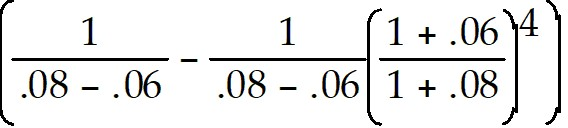 (1/(.08 − .06) − 1/(.08 − .06) ((1 + .06)/(1 + .08))^4)